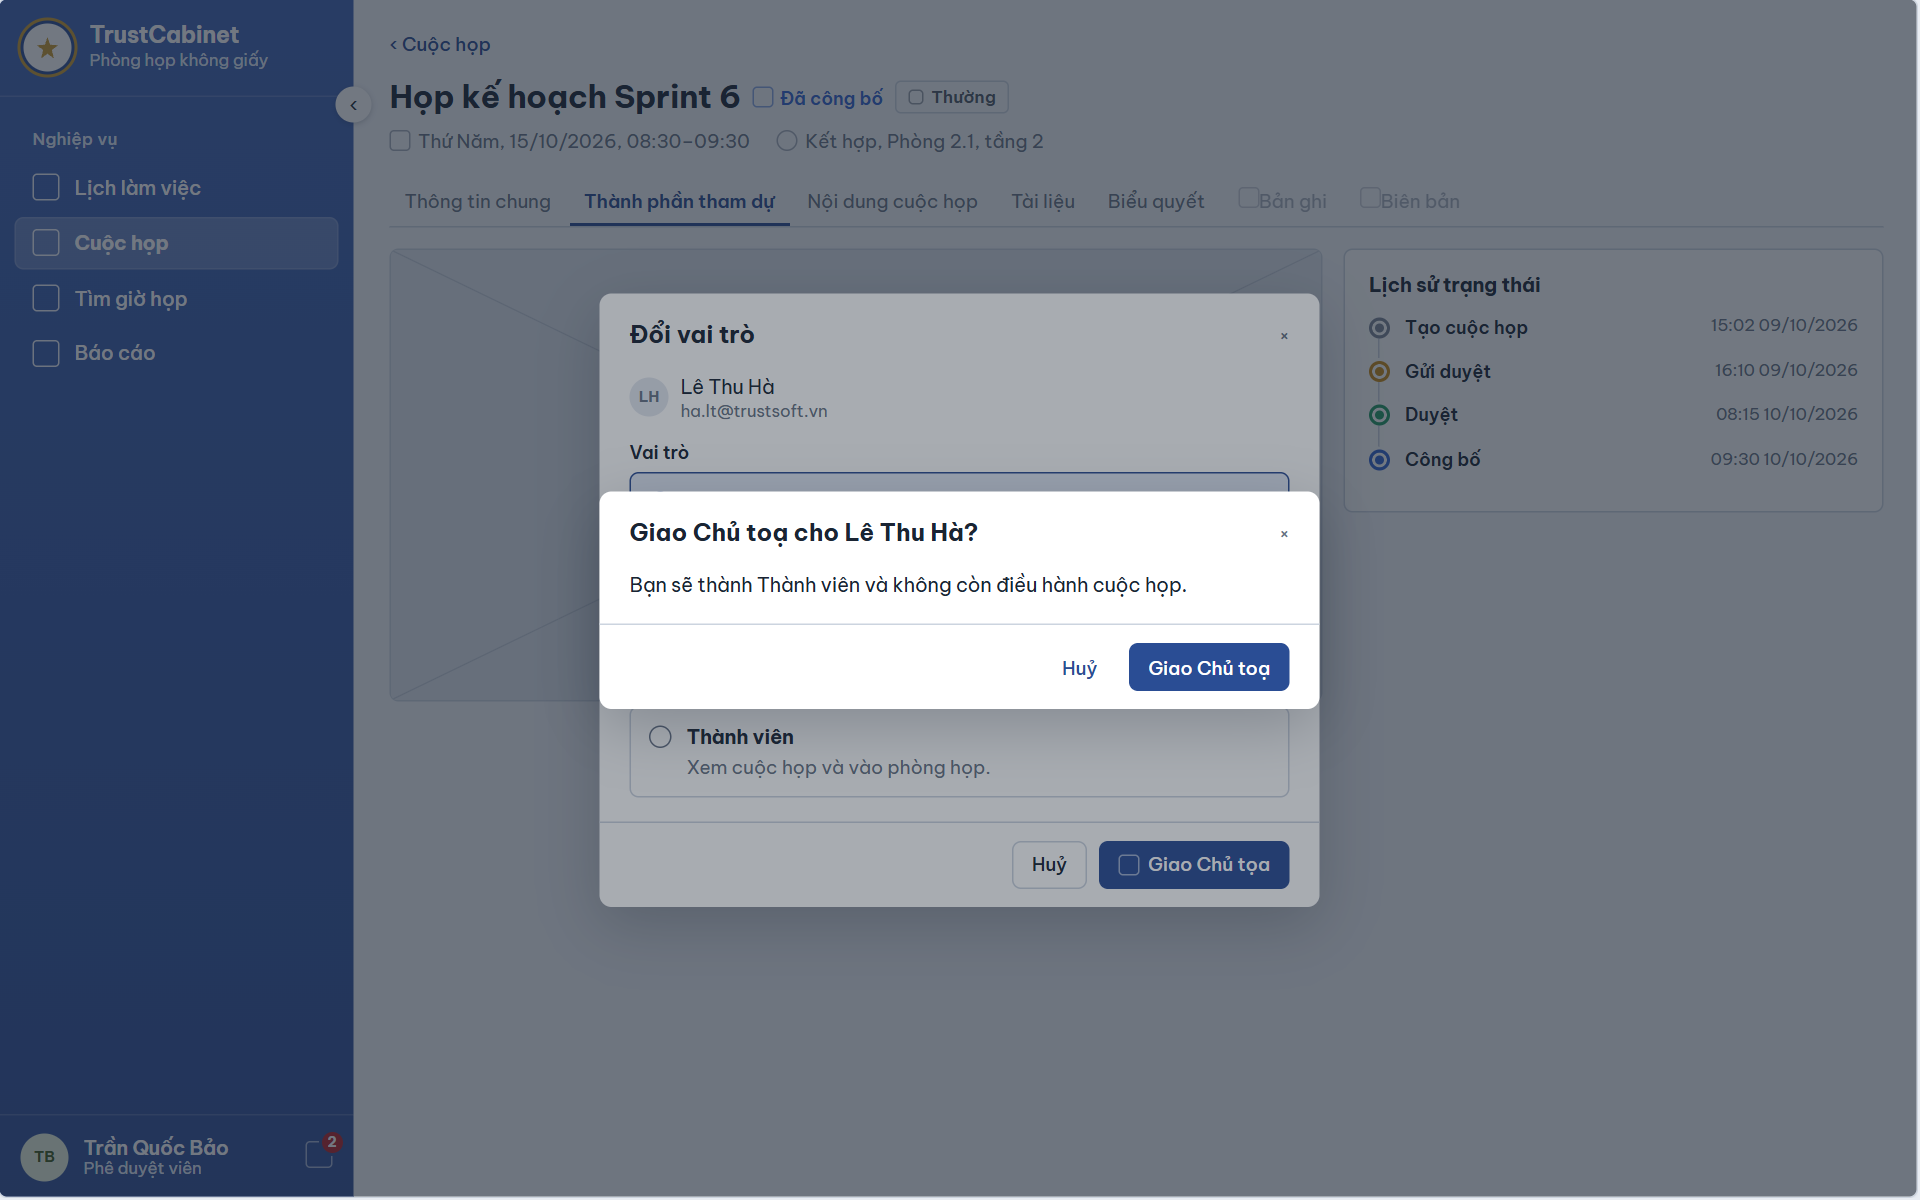 TrustCabinet
Phòng họp không giấy
Nghiệp vụ
Lịch làm việc
Cuộc họp
Tìm giờ họp
Báo cáo
TB
Trần Quốc Bảo
Phê duyệt viên
2
‹ Cuộc họp
Họp kế hoạch Sprint 6
Đã công bố
Thường
Thứ Năm, 15/10/2026, 08:30–09:30
Kết hợp, Phòng 2.1, tầng 2
Thông tin chung
Thành phần tham dự
Nội dung cuộc họp
Tài liệu
Biểu quyết
Bản ghi
Biên bản
Đổi vai trò
×
LH
Lê Thu Hà
ha.lt@trustsoft.vn
Vai trò
Giao Chủ toạ cho Lê Thu Hà?
×
Bạn sẽ thành Thành viên và không còn điều hành cuộc họp.
Huỷ
Giao Chủ toạ
Thành viên
Xem cuộc họp và vào phòng họp.
Huỷ
Giao Chủ tọa
Lịch sử trạng thái
Tạo cuộc họp
15:02 09/10/2026
Gửi duyệt
16:10 09/10/2026
Duyệt
08:15 10/10/2026
Công bố
09:30 10/10/2026